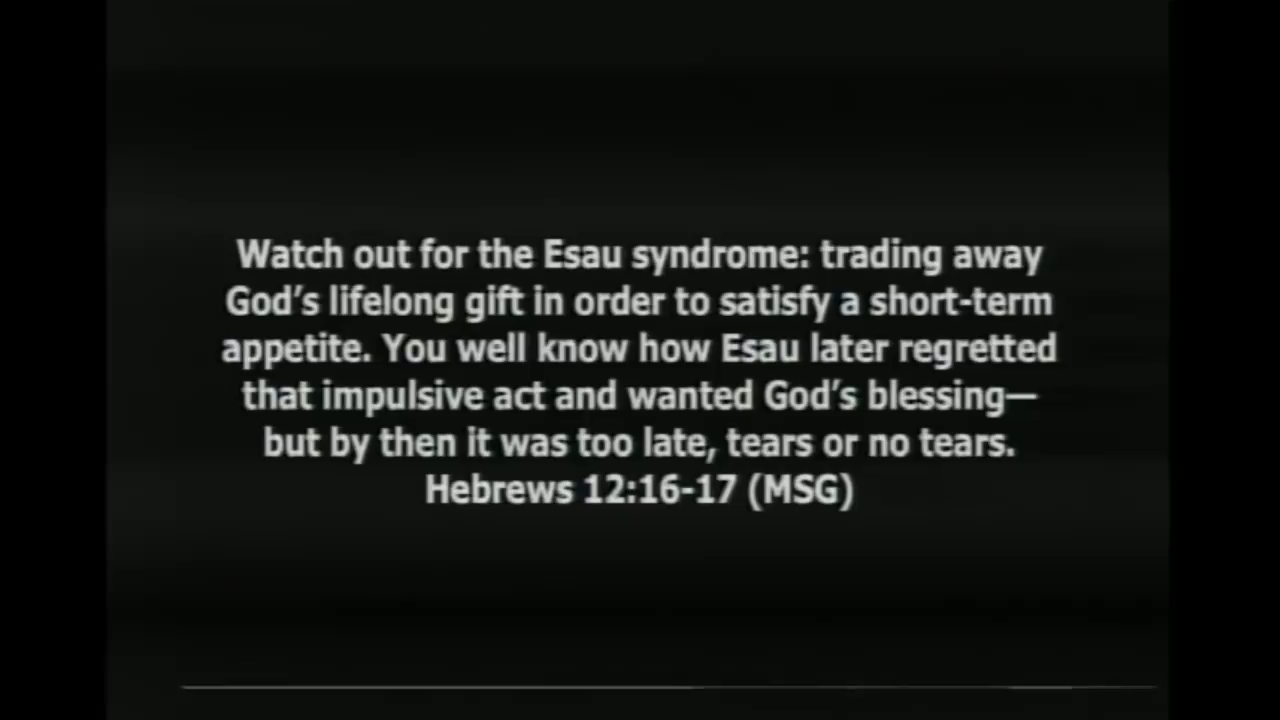 Watch out for the Esau syndrome: trading away
God’s lifelong gift in order to satisfy a short-term
appetite. You well know how Esau later regretted
that impulsive act and wanted God’s blessing—
but by then it was too late, tears or no tears.
Hebrews 12:16-17 (MSG)